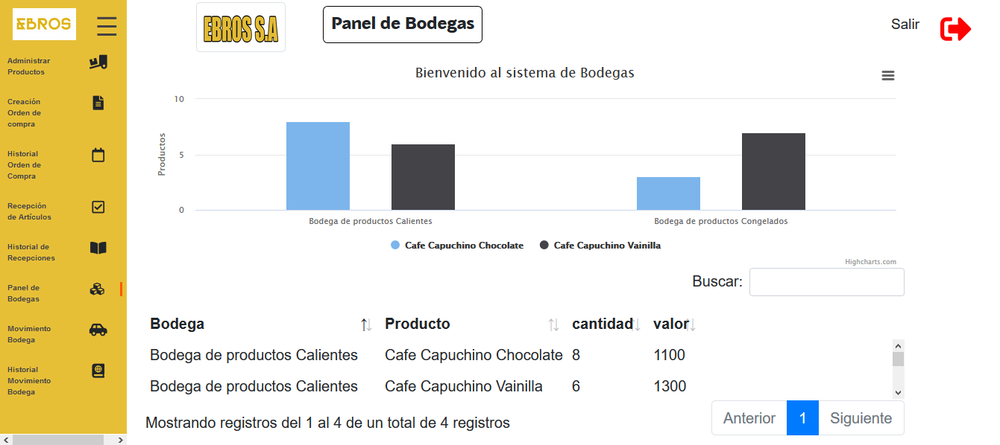 EBROS
Administrar
Productos
Creación
Orden de
compra
Historial
Orden de
Compra
Recepción
de Artículos
Historial de
Recepciones
Panel de
Bodegas
Movimiento
Bodega
Historial
Movimiento
Bodega
EBROS S.A
Panel de Bodegas
Salir
Bienvenido al sistema de Bodegas
Productos
10
5
0
Bodega de productos Calientes
Bodega de productos Congelados
Cafe Capuchino Chocolate
Cafe Capuchino Vainilla
Highcharts.com
Buscar:
Bodega Producto cantidad valor
Bodega de productos Calientes Cafe Capuchino Chocolate 8 1100
Bodega de productos Calientes Cafe Capuchino Vainilla 6 1300
Mostrando registros del 1 al 4 de un total de 4 registros
Anterior 1 Siguiente